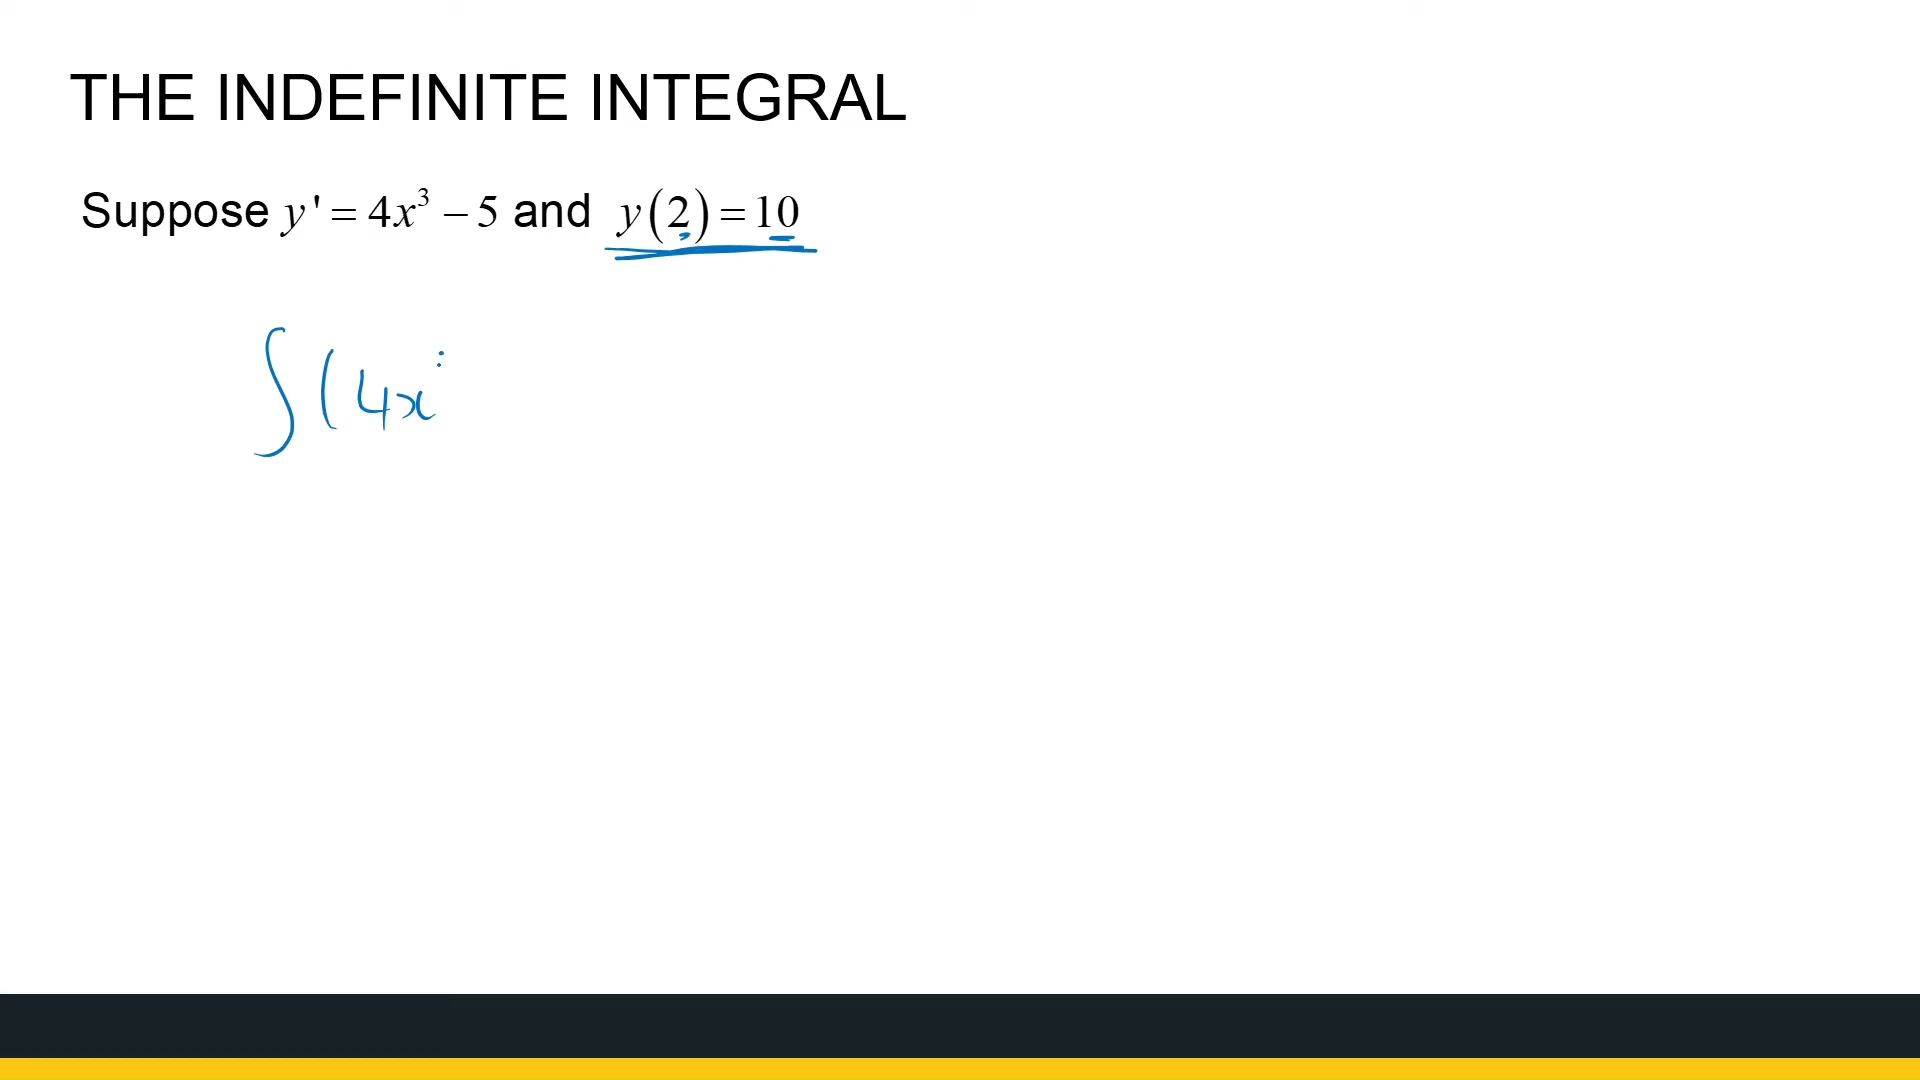 THE INDEFINITE INTEGRAL
Suppose y' = 4x³ − 5 and y(2) = 10
∫(4x